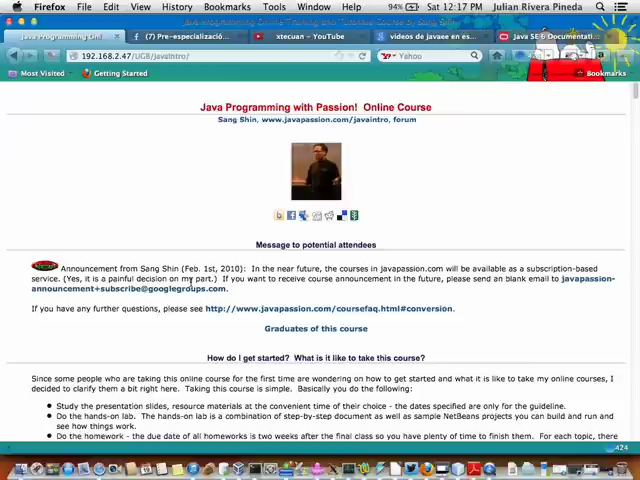 Firefox File Edit View History Bookmarks Tools Window Help 94% Sat 12:17 PM Julian Rivera Pineda
Java Programming Online Training and Tutorials Course by Sang Shin
Java Programming Onl... (7) Pre-especializació... xtecuan - YouTube videos de javaee en es... Java SE 6 Documentati...
192.168.2.47/UGB/javaintro/ Yahoo
Most Visited Getting Started Bookmarks
Java Programming with Passion! Online Course
Sang Shin, www.javapassion.com/javaintro, forum
Message to potential attendees
Announcement from Sang Shin (Feb. 1st, 2010): In the near future, the courses in javapassion.com will be available as a subscription-based
service. (Yes, it is a painful decision on my part.) If you want to receive course announcement in the future, please send an blank email to javapassion-
announcement+subscribe@googlegroups.com.
If you have any further questions, please see http://www.javapassion.com/coursefaq.html#conversion.
Graduates of this course
How do I get started? What is it like to take this course?
Since some people who are taking this online course for the first time are wondering on how to get started and what it is like to take my online courses, I
decided to clarify them a bit right here. Taking this course is simple. Basically you do the following:
• Study the presentation slides, resource materials at the convenient time of their choice - the dates specified are only for the guideline.
• Do the hands-on lab. The hands-on lab is a combination of step-by-step document as well as sample NetBeans projects you can build and run and
see how things work.
• Do the homework - the due date of all homeworks is two weeks after the final class so you have plenty of time to finish them. For each topic, there
424